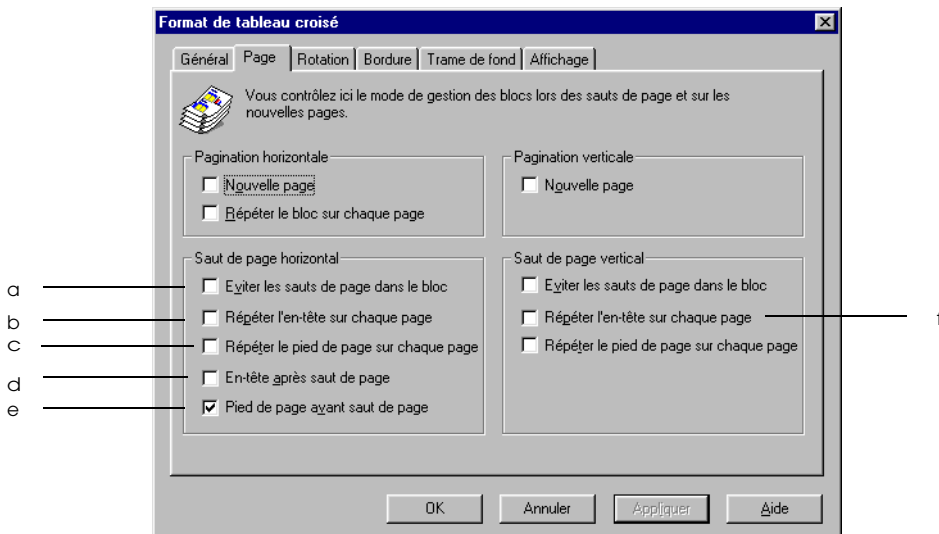 Format de tableau croisé
Général Page Rotation Bordure Trame de fond Affichage
Vous contrôlez ici le mode de gestion des blocs lors des sauts de page et sur les
nouvelles pages.
Pagination horizontale
Nouvelle page
Répéter le bloc sur chaque page
Pagination verticale
Nouvelle page
Saut de page horizontal
a Eviter les sauts de page dans le bloc
b Répéter l'en-tête sur chaque page
c Répéter le pied de page sur chaque page
d En-tête après saut de page
e Pied de page avant saut de page
Saut de page vertical
Eviter les sauts de page dans le bloc
Répéter l'en-tête sur chaque page
Répéter le pied de page sur chaque page
OK Annuler Appliquer Aide